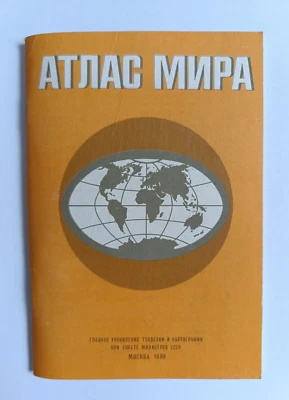 АТЛАС МИРА
ГЛАВНОЕ УПРАВЛЕНИЕ ГЕОДЕЗИИ И КАРТОГРАФИИ
ПРИ СОВЕТЕ МИНИСТРОВ СССР
МОСКВА